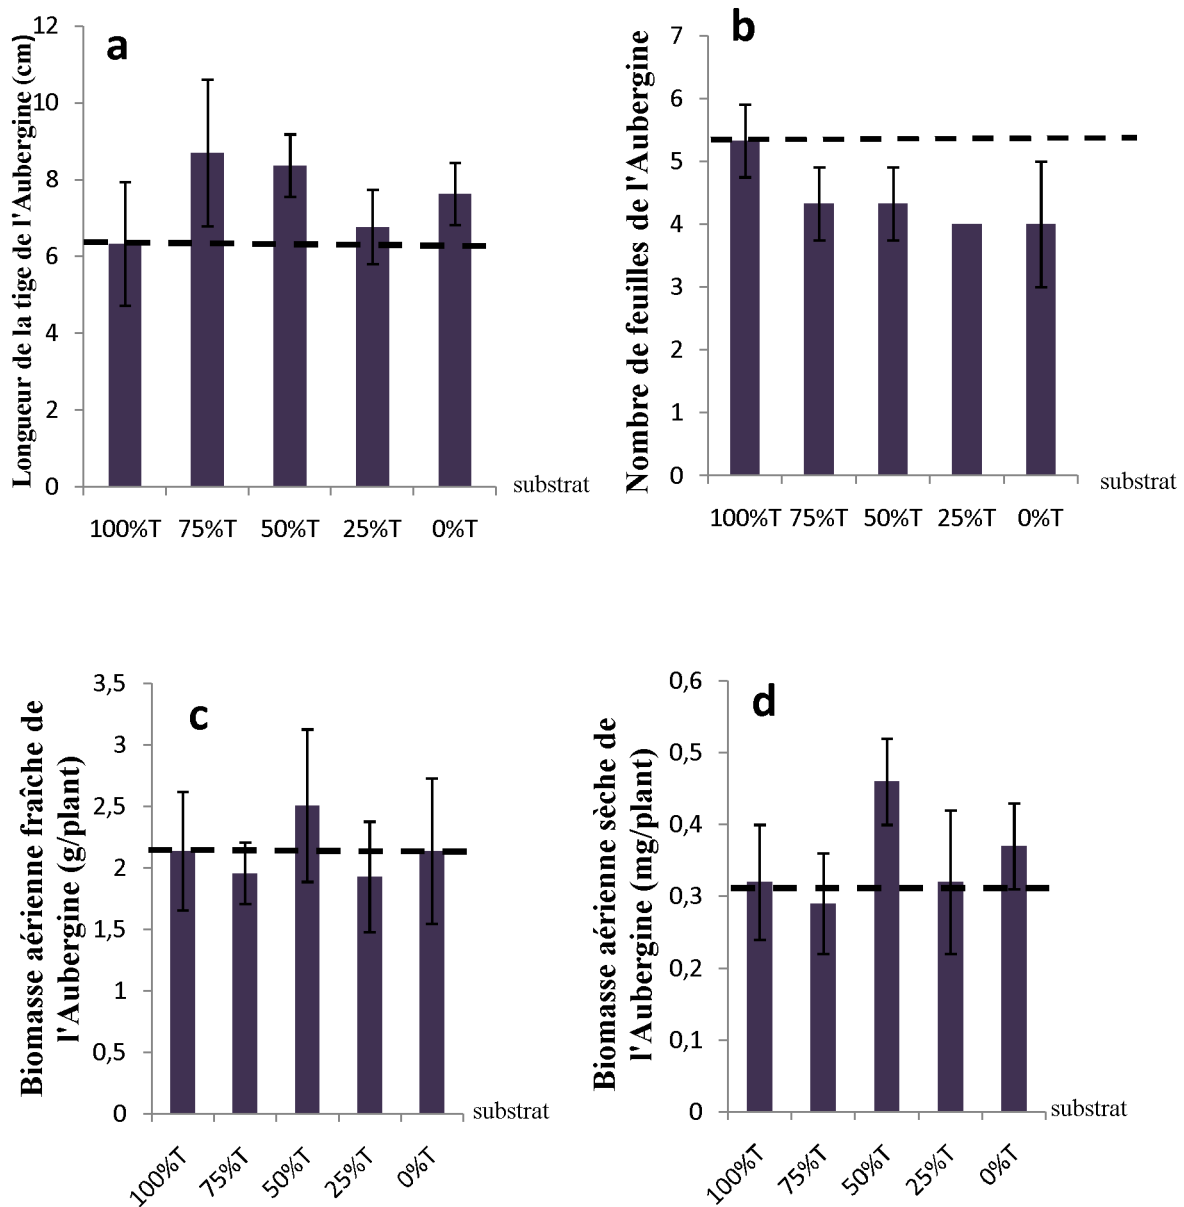 a
Longueur de la tige de l'Aubergine (cm)
12
10
8
6
4
2
0
100%T 75%T 50%T 25%T 0%T
substrat
b
Nombre de feuilles de l'Aubergine
7
6
5
4
3
2
1
0
100%T 75%T 50%T 25%T 0%T
substrat
c
Biomasse aérienne fraîche de
l'Aubergine (g/plant)
3,5
3
2,5
2
1,5
1
0,5
0
100%T 75%T 50%T 25%T 0%T
substrat
d
Biomasse aérienne sèche de
l'Aubergine (mg/plant)
0,6
0,5
0,4
0,3
0,2
0,1
0
100%T 75%T 50%T 25%T 0%T
substrat